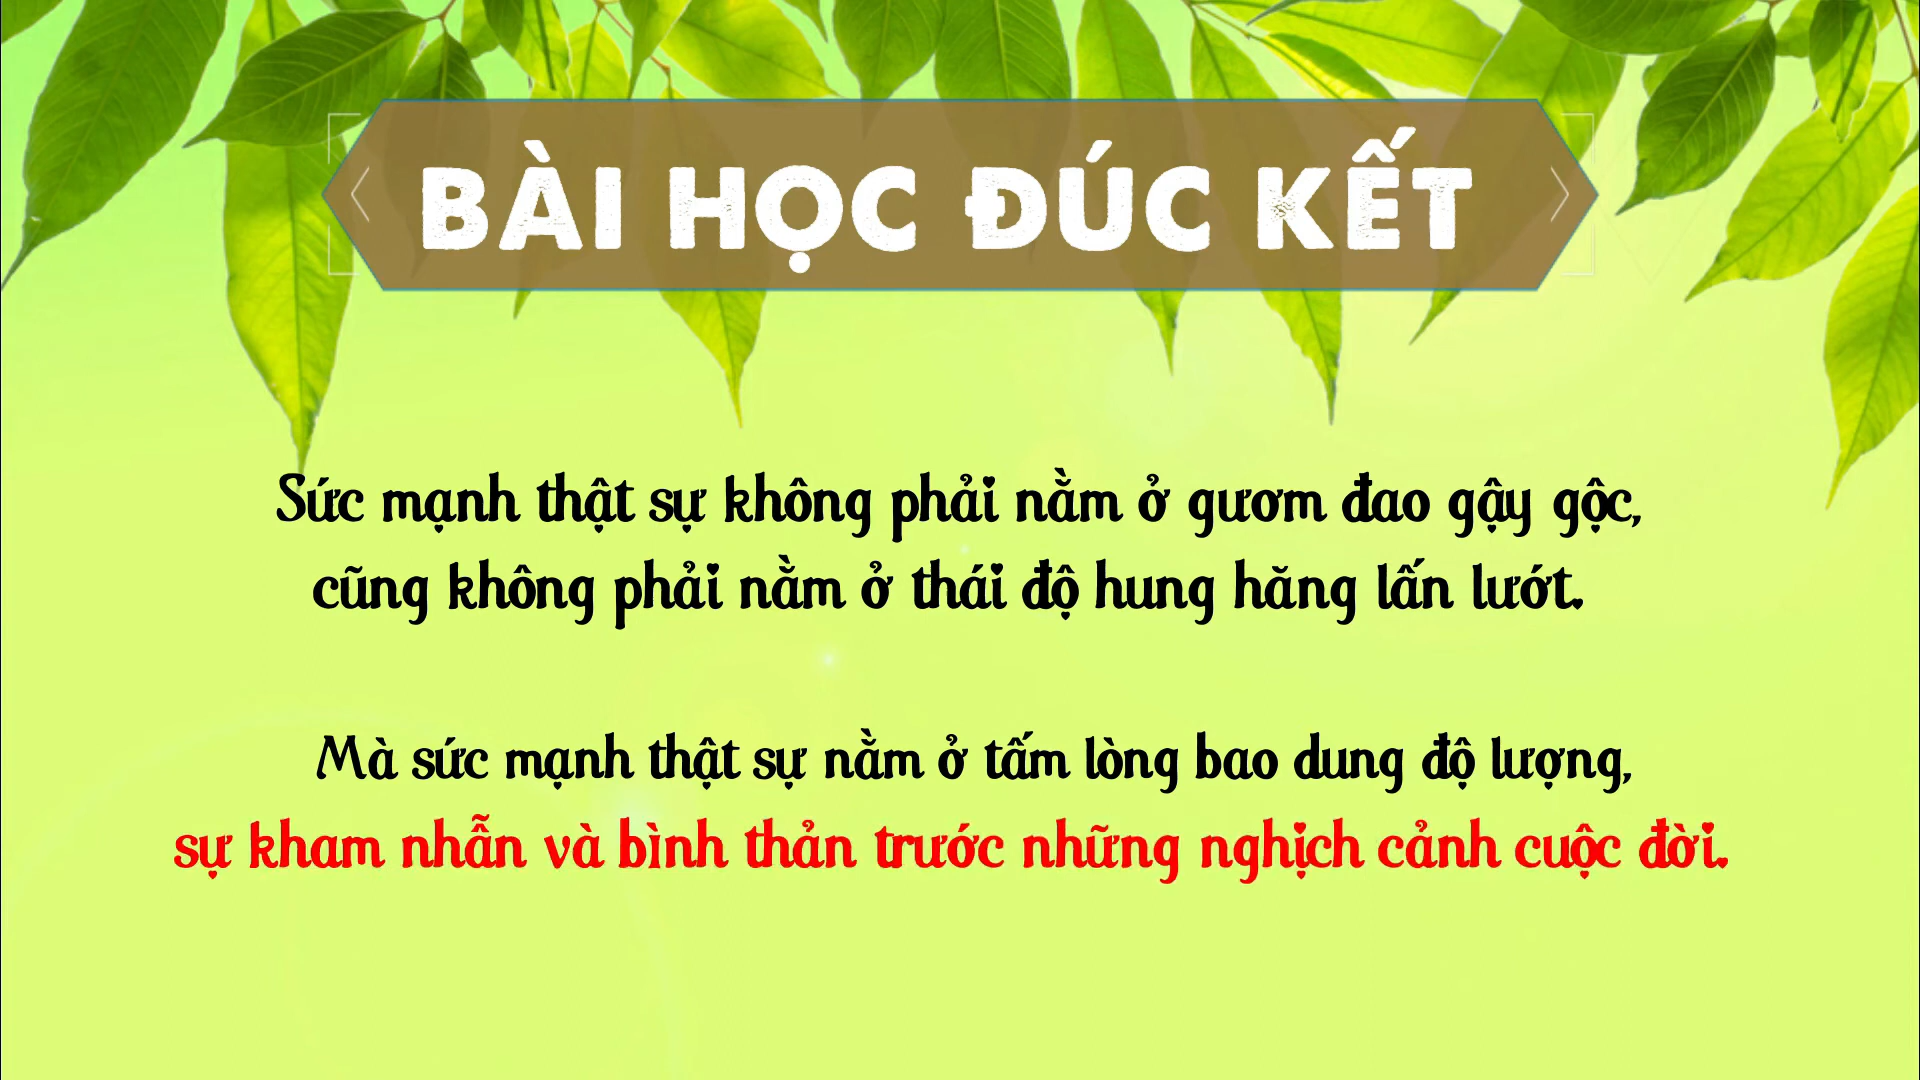 BÀI HỌC ĐÚC KẾT
Sức mạnh thật sự không phải nằm ở gươm đao gậy gộc,
cũng không phải nằm ở thái độ hung hăng lấn lướt.
Mà sức mạnh thật sự nằm ở tấm lòng bao dung độ lượng,
sự kham nhẫn và bình thản trước những nghịch cảnh cuộc đời.